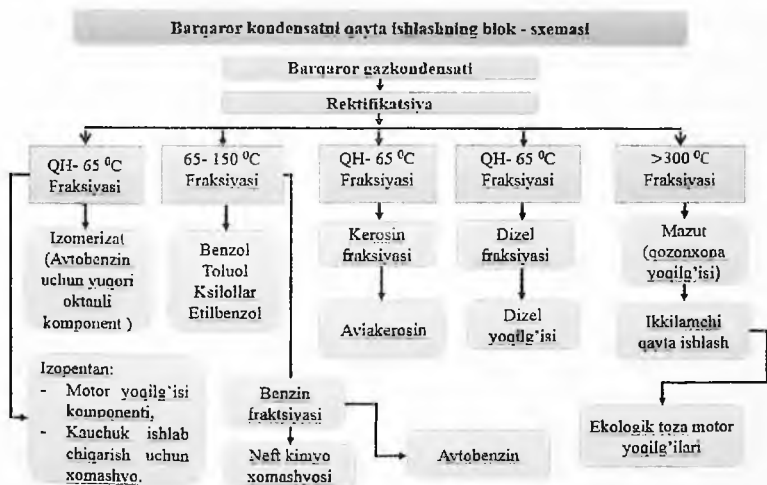 Barqaror kondensatni qayta ishlashning blok - sxemasi
Barqaror gazkondensati
Rektifikatsiya
QH- 65 ⁰C
Fraksiyasi
65- 150 ⁰C
Fraksiyasi
QH- 65 ⁰C
Fraksiyasi
QH- 65 ⁰C
Fraksiyasi
>300 ⁰C
Fraksiyasi
Izomerizat
(Avtobenzin
uchun yuqori
oktanli
komponent )
Benzol
Toluol
Ksilollar
Etilbenzol
Kerosin
fraksiyasi
Dizel
fraksiyasi
Mazut
(qozonxona
yoqilg'isi)
Aviakerosin
Dizel
yoqilg'isi
Ikkilamchi
qayta ishlash
Izopentan:
- Motor yoqilg'isi
komponenti,
- Kauchuk ishlab
chiqarish uchun
xomashyo.
Benzin
fraktsiyasi
Neft kimyo
xomashyosi
Avtobenzin
Ekologik toza motor
yoqilg'ilari